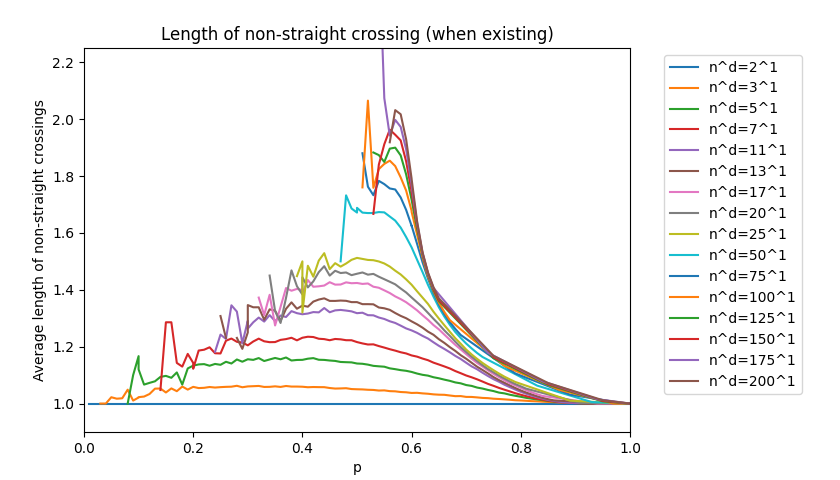 Length of non-straight crossing (when existing)
Average length of non-straight crossings
2.2
2.0
1.8
1.6
1.4
1.2
1.0
0.0
0.2
0.4
0.6
0.8
1.0
p
n^d=2^1
n^d=3^1
n^d=5^1
n^d=7^1
n^d=11^1
n^d=13^1
n^d=17^1
n^d=20^1
n^d=25^1
n^d=50^1
n^d=75^1
n^d=100^1
n^d=125^1
n^d=150^1
n^d=175^1
n^d=200^1